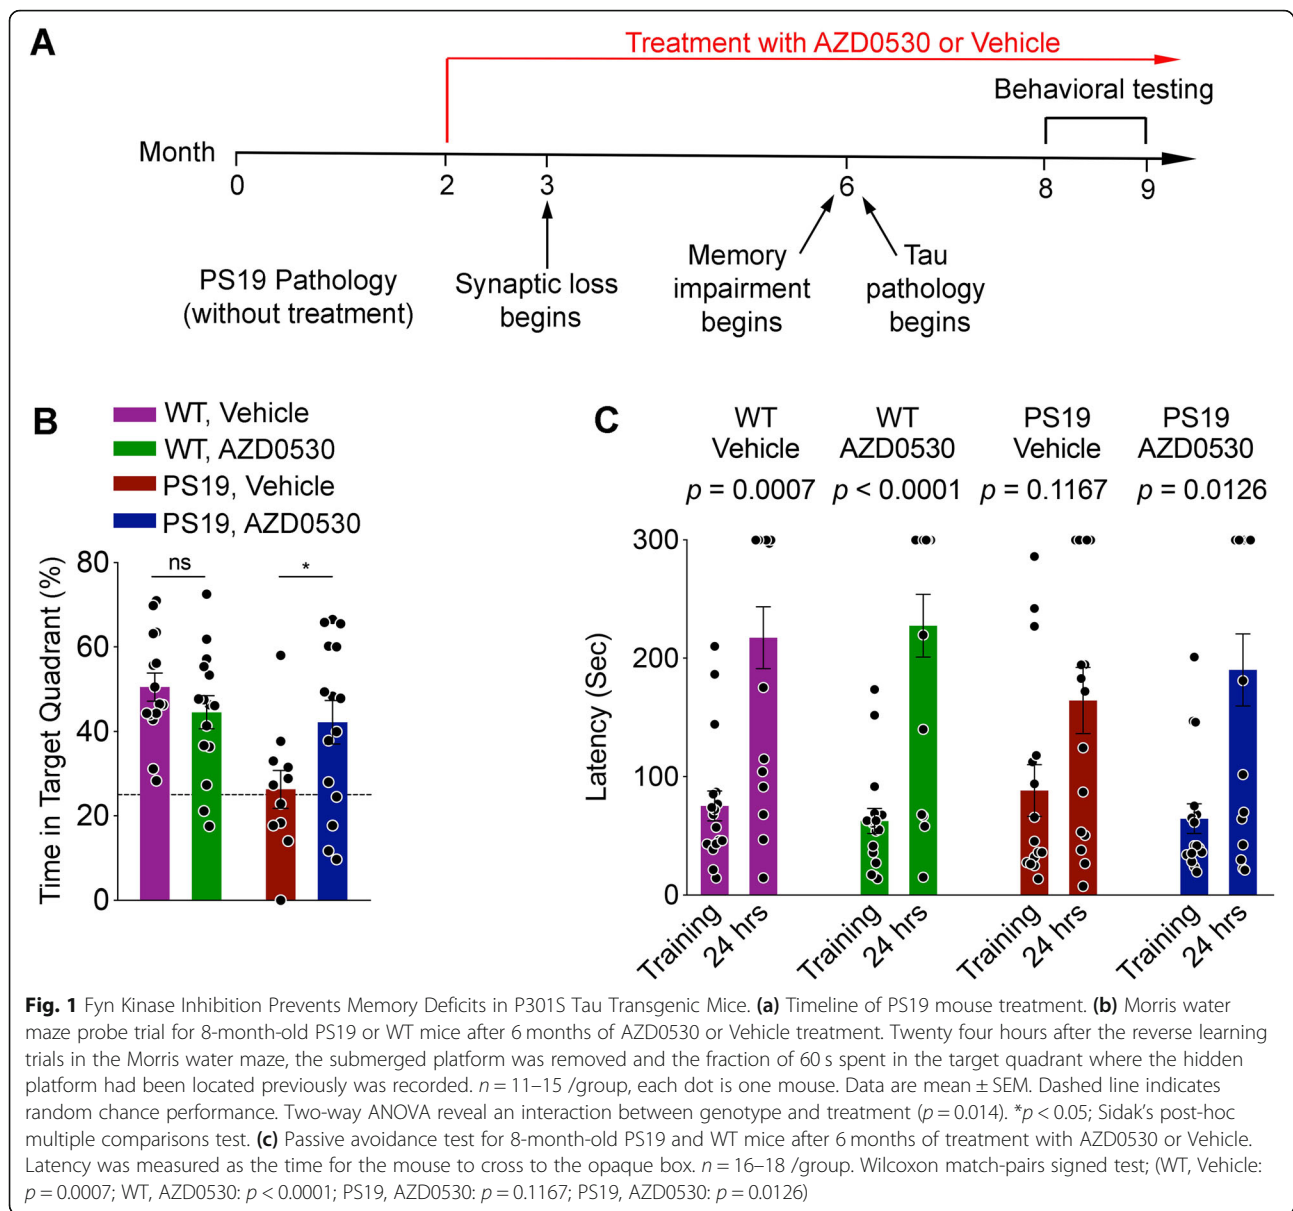 A
Treatment with AZD0530 or Vehicle
Behavioral testing
Month
0
2
3
6
8
9
PS19 Pathology
(without treatment)
Synaptic loss
begins
Memory
impairment
begins
Tau
pathology
begins
B
WT, Vehicle
WT, AZD0530
PS19, Vehicle
PS19, AZD0530
Time in Target Quadrant (%)
80
60
40
20
0
ns
*
C
WT
Vehicle
WT
AZD0530
PS19
Vehicle
PS19
AZD0530
p = 0.0007
p < 0.0001
p = 0.1167
p = 0.0126
Latency (Sec)
300
200
100
0
Training
24 hrs
Training
24 hrs
Training
24 hrs
Training
24 hrs
Fig. 1 Fyn Kinase Inhibition Prevents Memory Deficits in P301S Tau Transgenic Mice. (a) Timeline of PS19 mouse treatment. (b) Morris water
maze probe trial for 8-month-old PS19 or WT mice after 6 months of AZD0530 or Vehicle treatment. Twenty four hours after the reverse learning
trials in the Morris water maze, the submerged platform was removed and the fraction of 60 s spent in the target quadrant where the hidden
platform had been located previously was recorded. n = 11–15 /group, each dot is one mouse. Data are mean ± SEM. Dashed line indicates
random chance performance. Two-way ANOVA reveal an interaction between genotype and treatment (p = 0.014). *p < 0.05; Sidak's post-hoc
multiple comparisons test. (c) Passive avoidance test for 8-month-old PS19 and WT mice after 6 months of treatment with AZD0530 or Vehicle.
Latency was measured as the time for the mouse to cross to the opaque box. n = 16–18 /group. Wilcoxon match-pairs signed test; (WT, Vehicle:
p = 0.0007; WT, AZD0530: p < 0.0001; PS19, AZD0530: p = 0.1167; PS19, AZD0530: p = 0.0126)